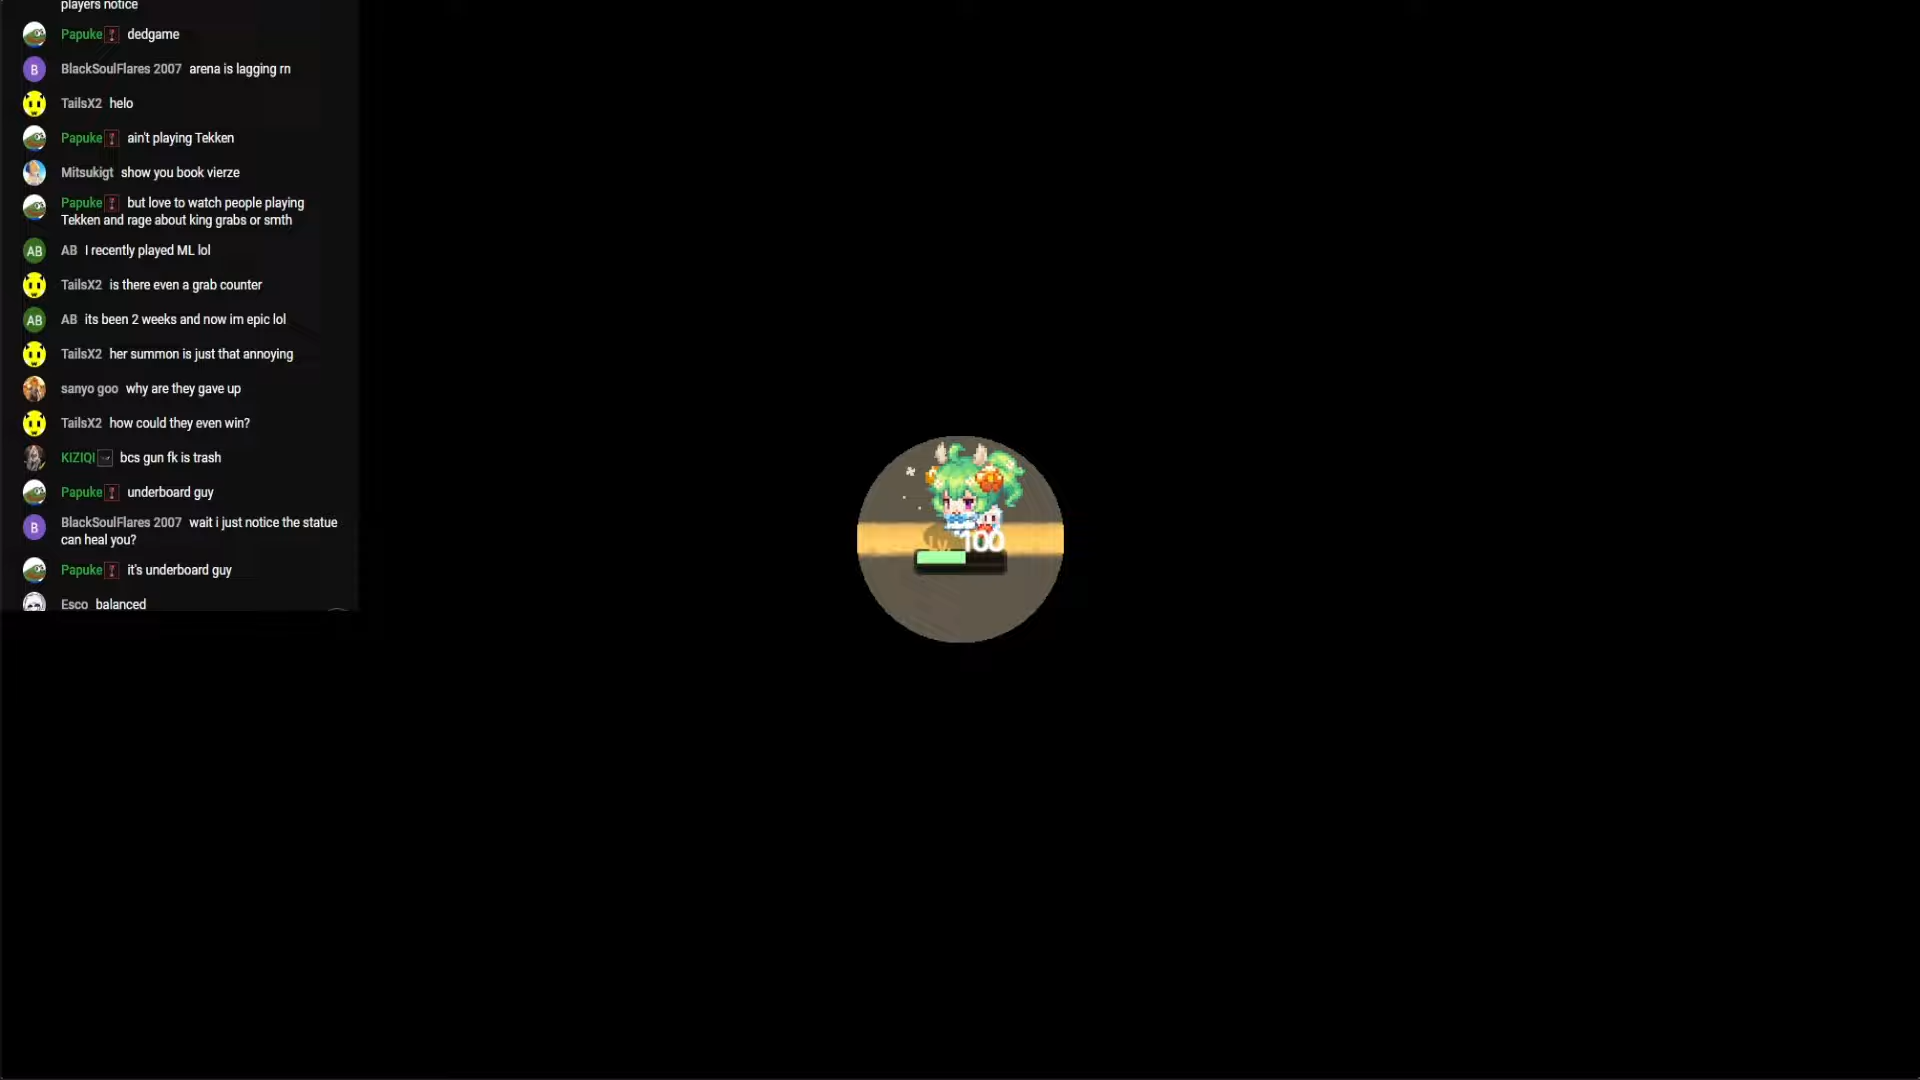 players notice
Papuke dedgame
BlackSoulFlares 2007 arena is lagging rn
TailsX2 helo
Papuke ain't playing Tekken
Mitsukigt show you book vierze
Papuke but love to watch people playing
Tekken and rage about king grabs or smth
AB AB I recently played ML lol
TailsX2 is there even a grab counter
AB AB its been 2 weeks and now im epic lol
TailsX2 her summon is just that annoying
sanyo goo why are they gave up
TailsX2 how could they even win?
KIZIQI bcs gun fk is trash
Papuke underboard guy
B BlackSoulFlares 2007 wait i just notice the statue
can heal you?
Papuke it's underboard guy
Esco balanced
Lv. 100